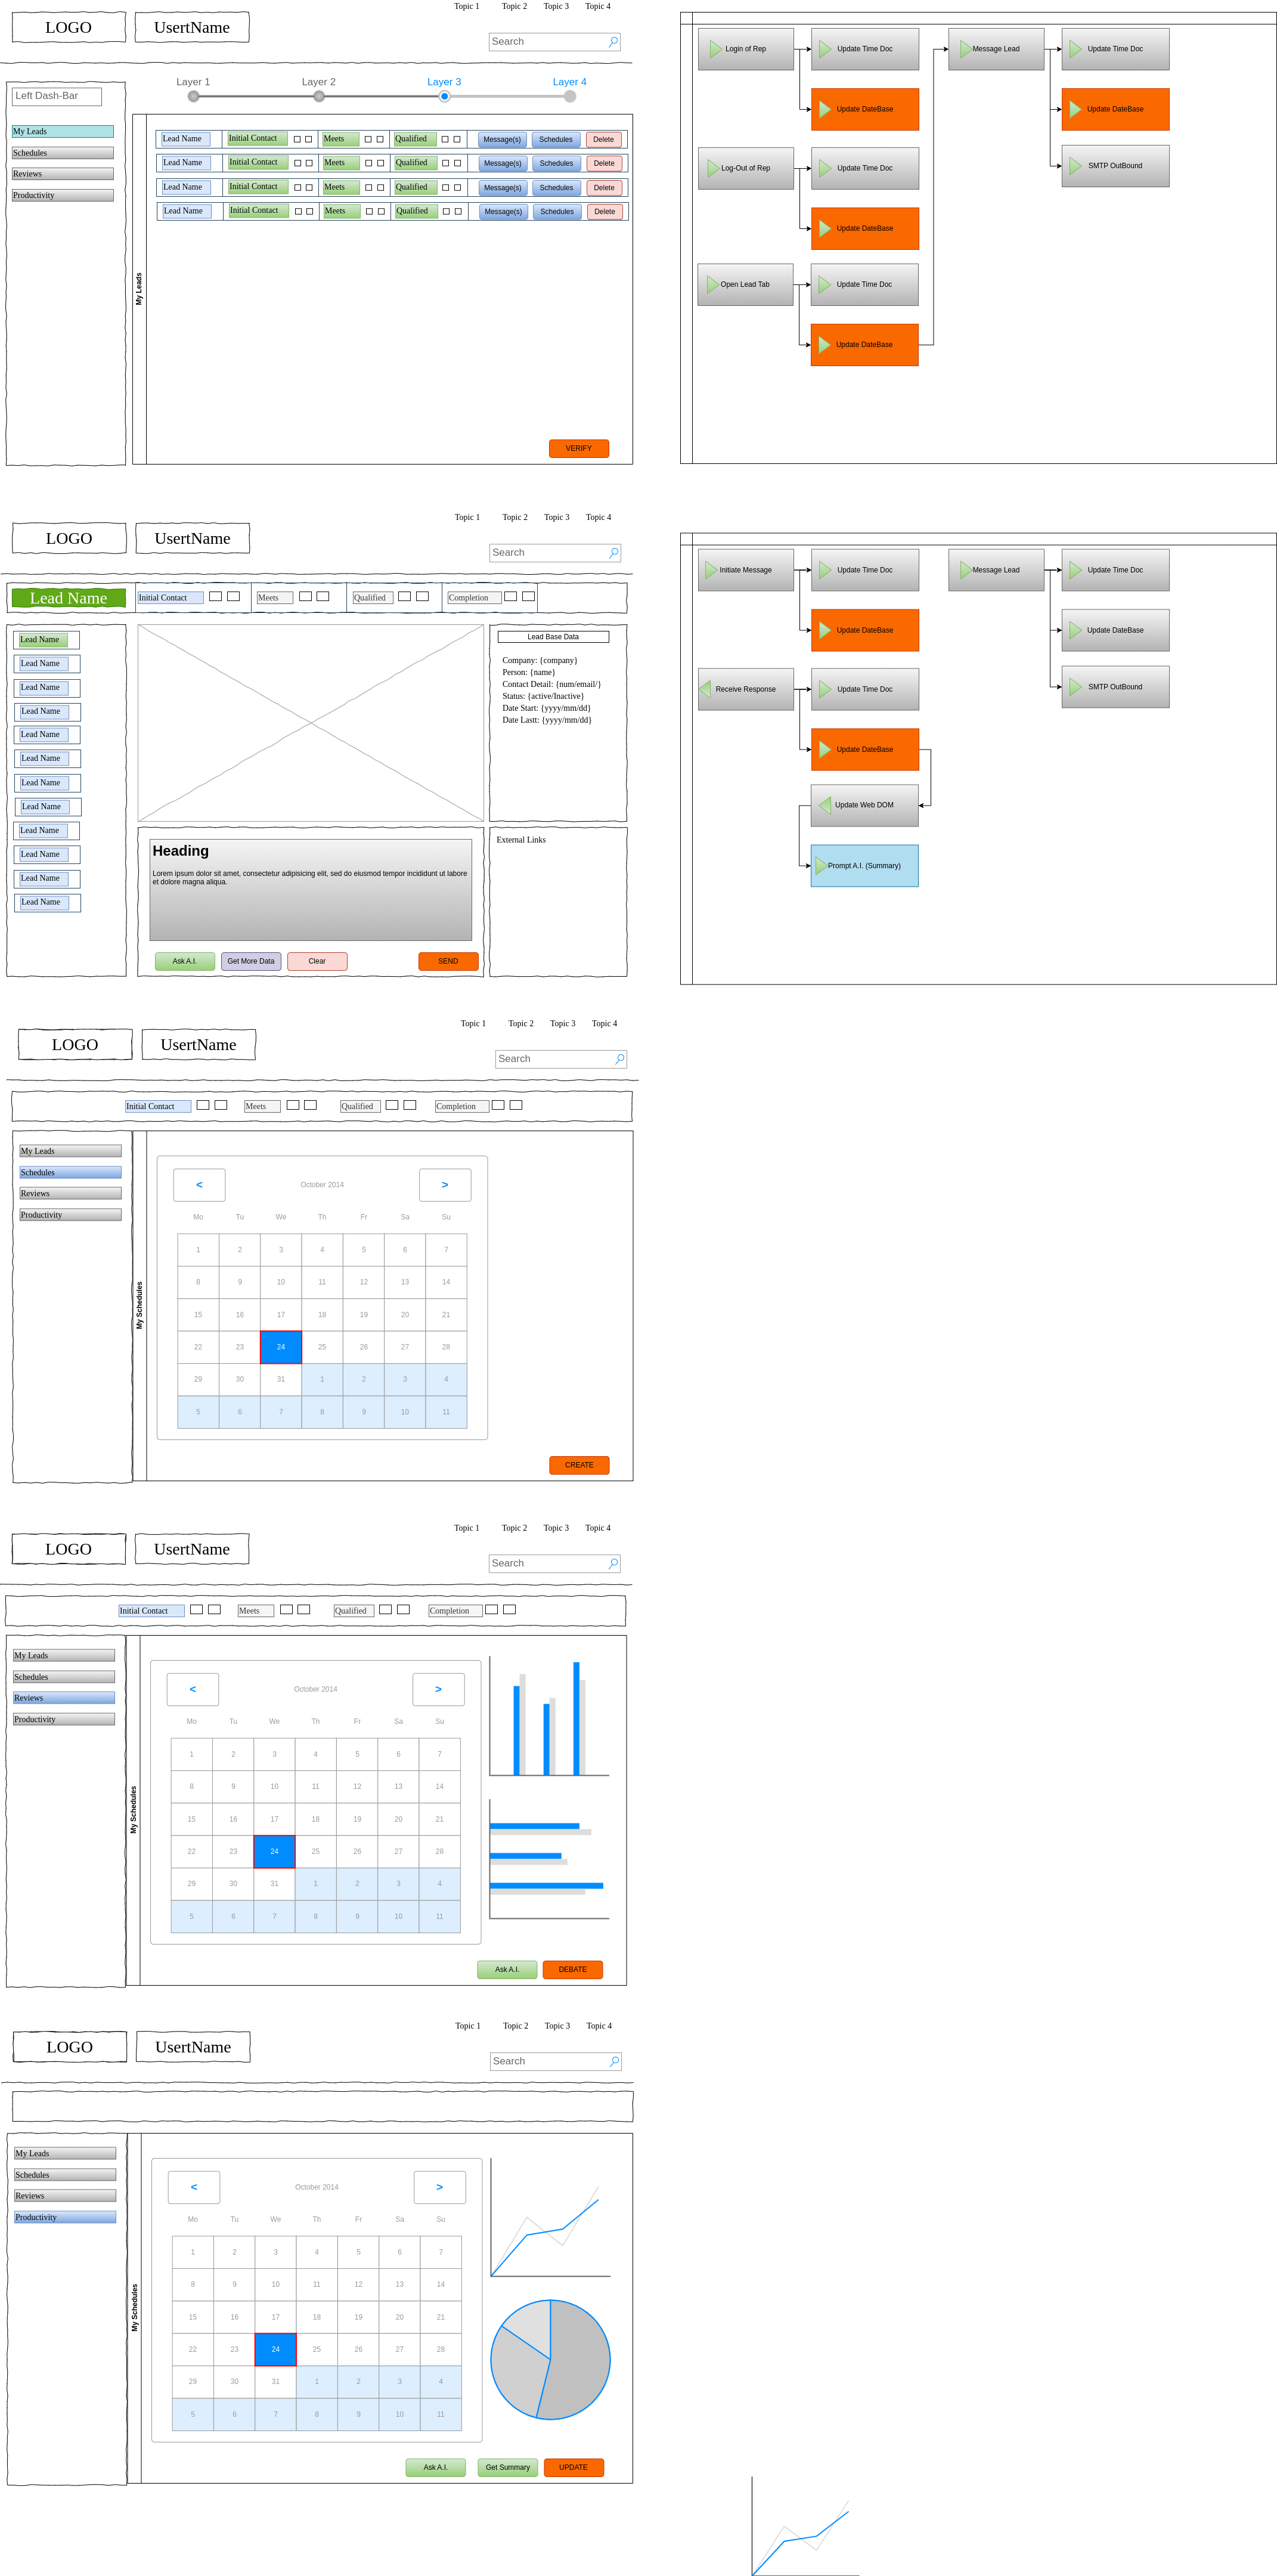 Topic 1 Topic 2 Topic 3 Topic 4
LOGO UsertName
Search
Left Dash-Bar
My Leads
Schedules
Reviews
Productivity
Layer 1 Layer 2 Layer 3 Layer 4
My Leads
Lead Name Initial Contact Meets Qualified Message(s) Schedules Delete
Lead Name Initial Contact Meets Qualified Message(s) Schedules Delete
Lead Name Initial Contact Meets Qualified Message(s) Schedules Delete
Lead Name Initial Contact Meets Qualified Message(s) Schedules Delete
VERIFY
Login of Rep Update Time Doc Message Lead Update Time Doc
Update DateBase Update DateBase
Log-Out of Rep Update Time Doc SMTP OutBound
Update DateBase
Open Lead Tab Update Time Doc
Update DateBase
Topic 1 Topic 2 Topic 3 Topic 4
LOGO UsertName
Search
Lead Name Initial Contact Meets Qualified Completion
Lead Name
Lead Name
Lead Name
Lead Name
Lead Name
Lead Name
Lead Name
Lead Name
Lead Name
Lead Name
Lead Name
Lead Name
Lead Base Data
Company: {company}
Person: {name}
Contact Detail: {num/email/}
Status: {active/Inactive}
Date Start: {yyyy/mm/dd}
Date Lastt: {yyyy/mm/dd}
Heading
Lorem ipsum dolor sit amet, consectetur adipisicing elit, sed do eiusmod tempor incididunt ut labore
et dolore magna aliqua.
Ask A.I. Get More Data Clear SEND
External Links
Initiate Message Update Time Doc Message Lead Update Time Doc
Update DateBase Update DateBase
Receive Response Update Time Doc SMTP OutBound
Update DateBase
Update Web DOM
Prompt A.I. (Summary)
Topic 1 Topic 2 Topic 3 Topic 4
LOGO UsertName
Search
Initial Contact Meets Qualified Completion
My Leads
Schedules
Reviews
Productivity
My Schedules
< October 2014 >
Mo Tu We Th Fr Sa Su
1 2 3 4 5 6 7
8 9 10 11 12 13 14
15 16 17 18 19 20 21
22 23 24 25 26 27 28
29 30 31 1 2 3 4
5 6 7 8 9 10 11
CREATE
Topic 1 Topic 2 Topic 3 Topic 4
LOGO UsertName
Search
Initial Contact Meets Qualified Completion
My Leads
Schedules
Reviews
Productivity
My Schedules
< October 2014 >
Mo Tu We Th Fr Sa Su
1 2 3 4 5 6 7
8 9 10 11 12 13 14
15 16 17 18 19 20 21
22 23 24 25 26 27 28
29 30 31 1 2 3 4
5 6 7 8 9 10 11
Ask A.I. DEBATE
Topic 1 Topic 2 Topic 3 Topic 4
LOGO UsertName
Search
My Leads
Schedules
Reviews
Productivity
My Schedules
< October 2014 >
Mo Tu We Th Fr Sa Su
1 2 3 4 5 6 7
8 9 10 11 12 13 14
15 16 17 18 19 20 21
22 23 24 25 26 27 28
29 30 31 1 2 3 4
5 6 7 8 9 10 11
Ask A.I. Get Summary UPDATE